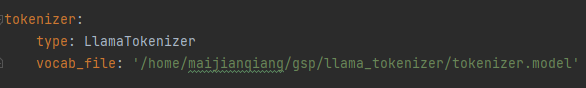 tokenizer:
type: LlamaTokenizer
vocab_file: '/home/maijianqiang/gsp/llama_tokenizer/tokenizer.model'